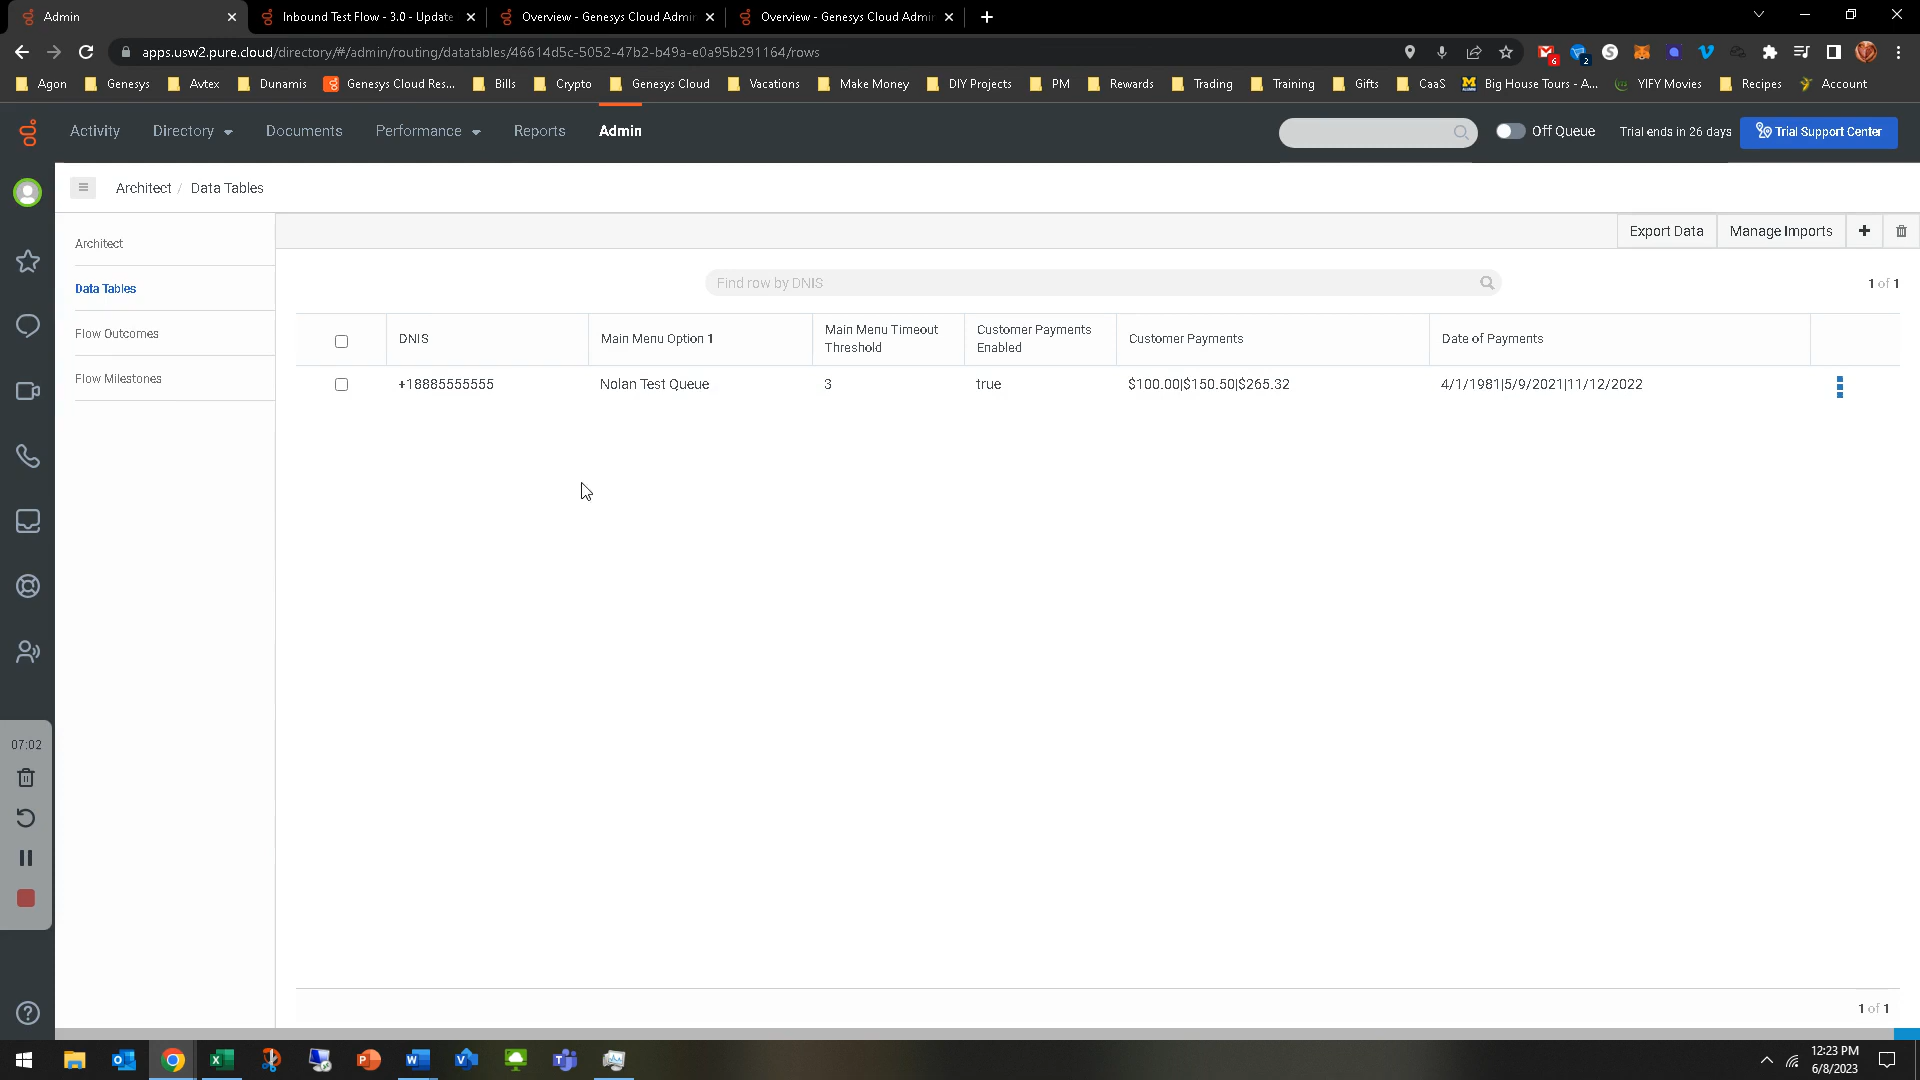 Admin
Inbound Test Flow - 3.0 - Update
Overview - Genesys Cloud Admin
Overview - Genesys Cloud Admin
apps.usw2.pure.cloud/directory/#/admin/routing/datatables/46614d5c-5052-47b2-b49a-e0a95b291164/rows
6
2
Agon
Genesys
Avtex
Dunamis
Genesys Cloud Res...
Bills
Crypto
Genesys Cloud
Vacations
Make Money
DIY Projects
PM
Rewards
Trading
Training
Gifts
CaaS
Big House Tours - A...
YIFY Movies
Recipes
Account
Activity
Directory
Documents
Performance
Reports
Admin
Off Queue
Trial ends in 26 days
Trial Support Center
Architect / Data Tables
Architect
Data Tables
Flow Outcomes
Flow Milestones
Export Data
Manage Imports
Find row by DNIS
1 of 1
DNIS
Main Menu Option 1
Main Menu Timeout
Threshold
Customer Payments
Enabled
Customer Payments
Date of Payments
+18885555555
Nolan Test Queue
3
true
$100.00|$150.50|$265.32
4/1/1981|5/9/2021|11/12/2022
07:02
1 of 1
12:23 PM
6/8/2023